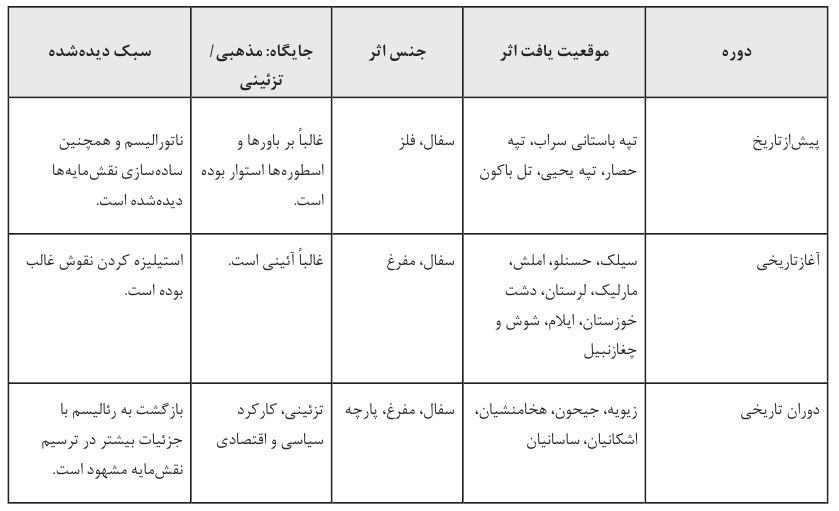 دوره
موقعیت یافت اثر
جنس اثر
جایگاه: مذهبی/
تزئینی
سبک دیده‌شده
پیش‌ازتاریخ
تپه باستانی سراب، تپه
حصار، تپه یحیی، تل باکون
سفال، فلز
غالباً بر باورها و
اسطوره‌ها استوار بوده
است.
ناتورالیسم و همچنین
ساده‌سازی نقش‌مایه‌ها
دیده‌شده است.
آغازتاریخی
سیلک، حسنلو، املش،
مارلیک، لرستان، دشت
خوزستان، ایلام، شوش و
چغازنبیل
سفال، مفرغ
غالباً آئینی است.
استیلیزه کردن نقوش غالب
بوده است.
دوران تاریخی
زیویه، جیحون، هخامنشیان،
اشکانیان، ساسانیان
سفال، مفرغ، پارچه
تزئینی، کارکرد
سیاسی و اقتصادی
بازگشت به رئالیسم با
جزئیات بیشتر در ترسیم
نقش‌مایه مشهود است.